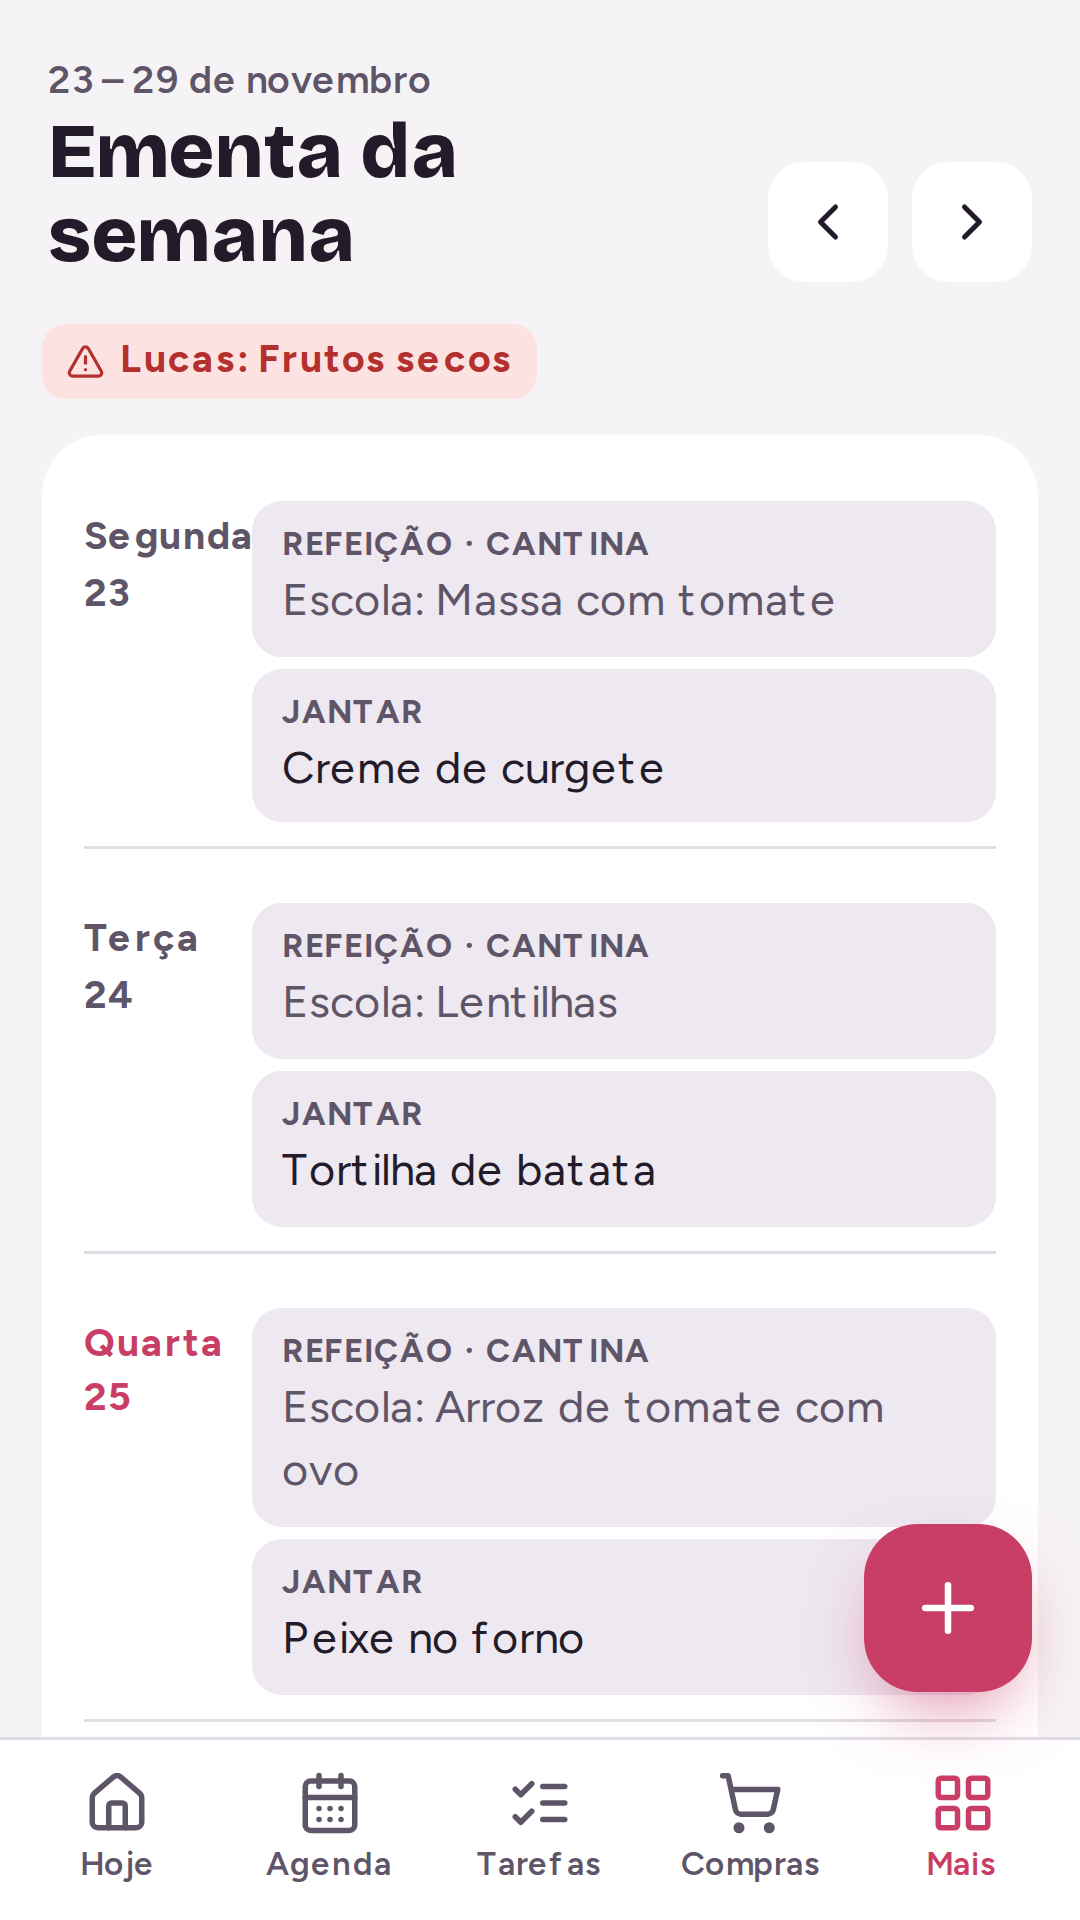 23–29 de novembro
Ementa da
semana
Lucas: Frutos secos
Segunda
23
REFEIÇÃO · CANTINA
Escola: Massa com tomate
JANTAR
Creme de curgete
Terça
24
REFEIÇÃO · CANTINA
Escola: Lentilhas
JANTAR
Tortilha de batata
Quarta
25
REFEIÇÃO · CANTINA
Escola: Arroz de tomate com
ovo
JANTAR
Peixe no forno
Hoje
Agenda
Tarefas
Compras
Mais